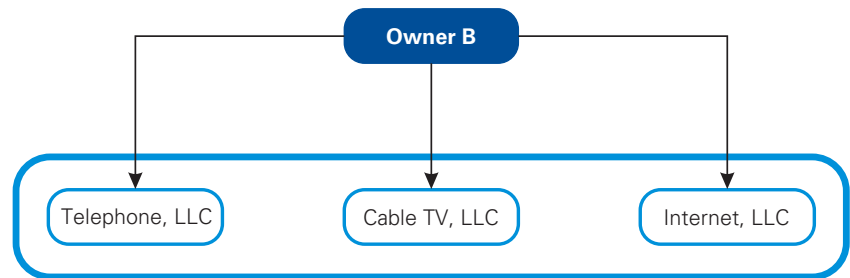 Owner B
Telephone, LLC
Cable TV, LLC
Internet, LLC